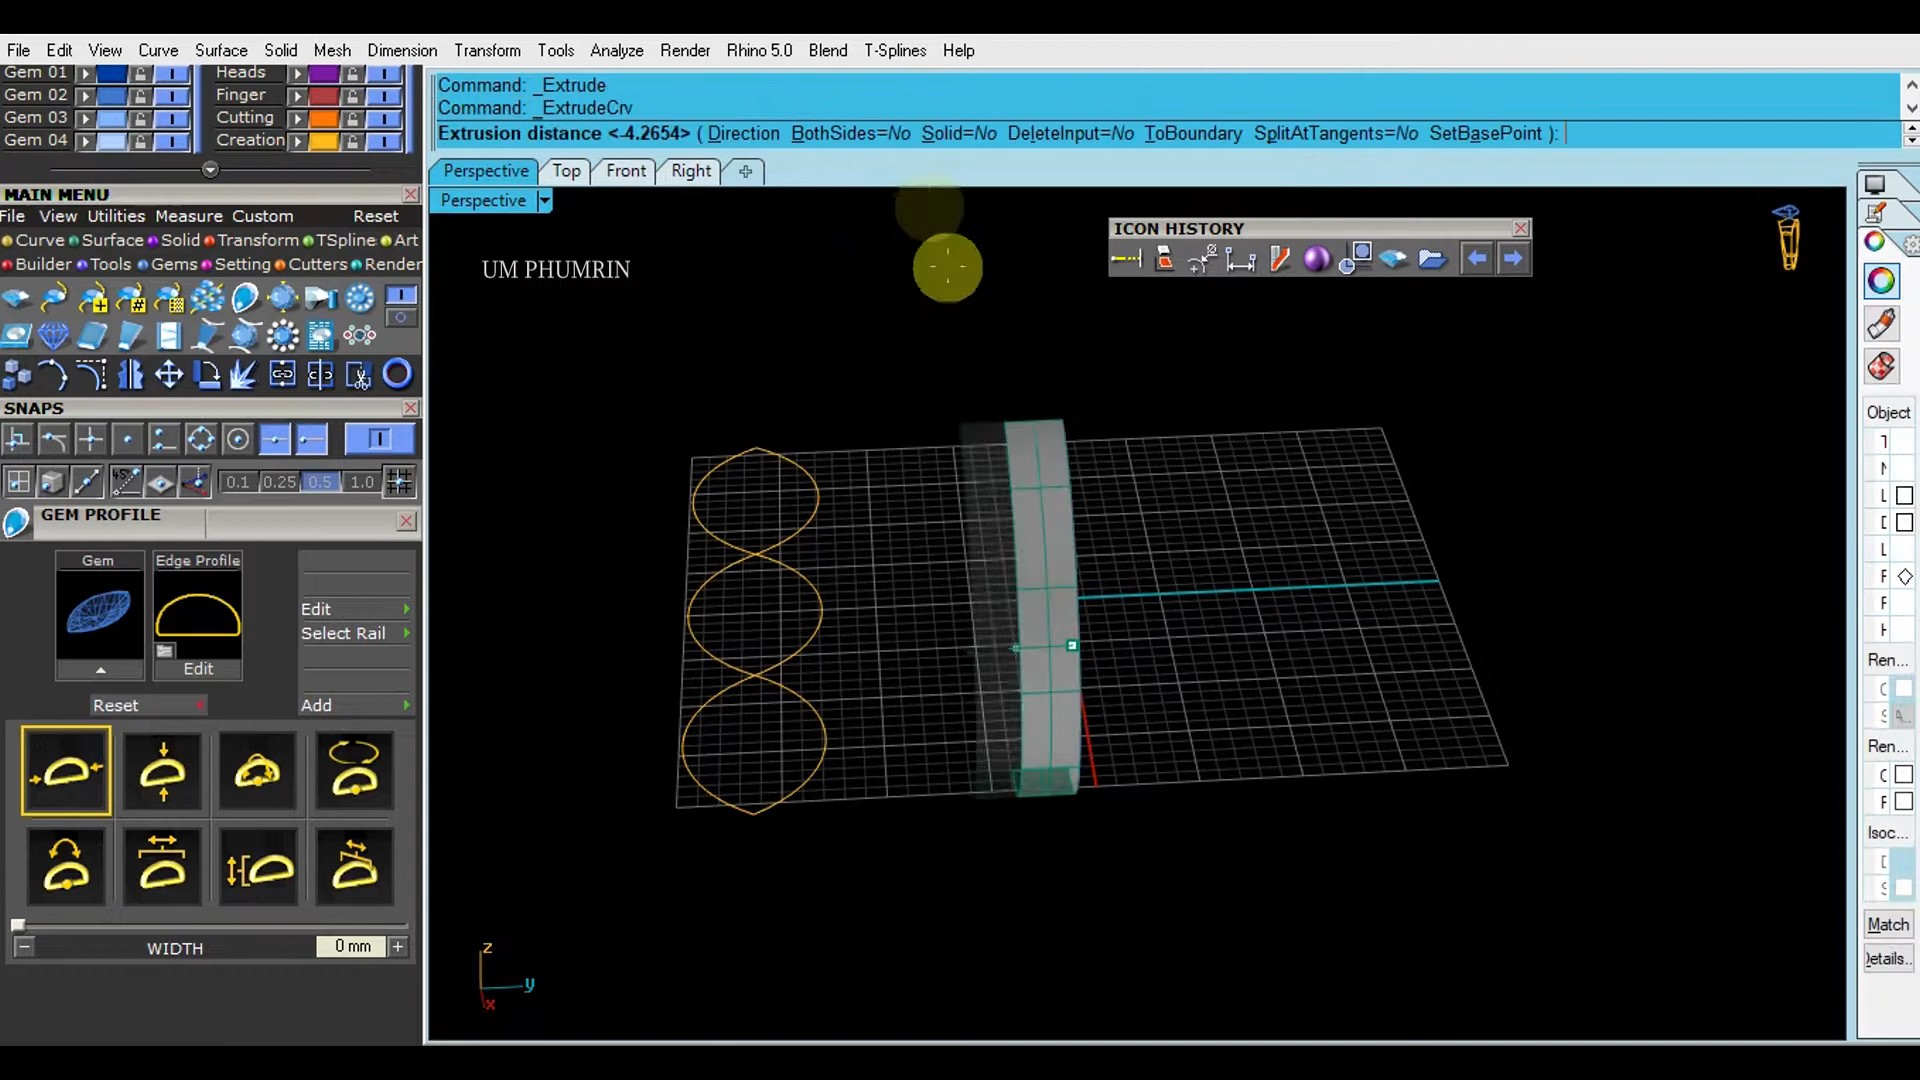 File Edit View Curve Surface Solid Mesh Dimension Transform Tools Analyze Render Rhino 5.0 Blend T-Splines Help
Gem 01 Heads
Gem 02 Finger
Gem 03 Cutting
Gem 04 Creation
Command: _Extrude
Command: _ExtrudeCrv
Extrusion distance <-4.2654> ( Direction BothSides=No Solid=No DeleteInput=No ToBoundary SplitAtTangents=No SetBasePoint ):
Perspective Top Front Right
Perspective
MAIN MENU
File View Utilities Measure Custom Reset
Curve Surface Solid Transform TSpline Art
Builder Tools Gems Setting Cutters Render
SNAPS
45°
0.1 0.25 0.5 1.0
GEM PROFILE
Gem Edge Profile
Edit
Select Rail
Edit
Reset Add
WIDTH 0 mm
UM PHUMRIN
ICON HISTORY
z
y
x
Object
Ren...
Ren...
Isoc
Match
Details...